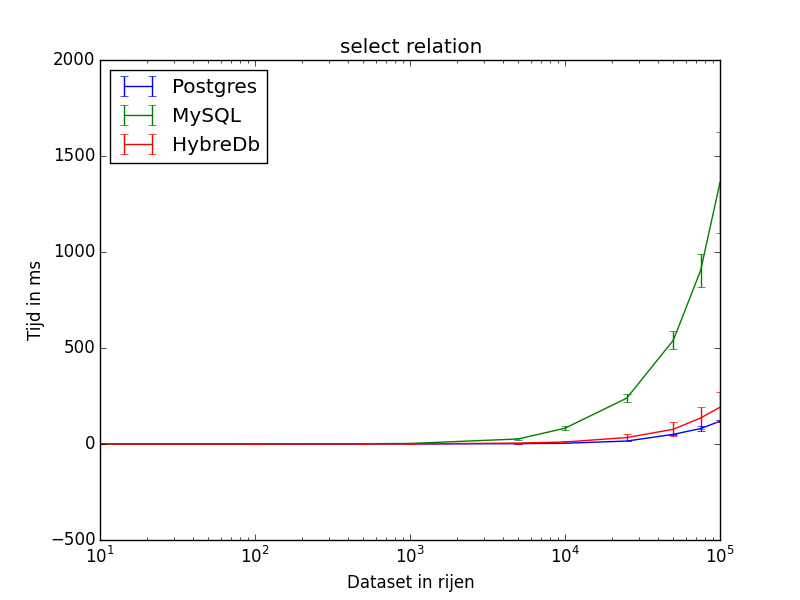 select relation
2000
1500
1000
500
0
−500
Tijd in ms
Postgres
MySQL
HybreDb
10¹ 10² 10³ 10⁴ 10⁵
Dataset in rijen